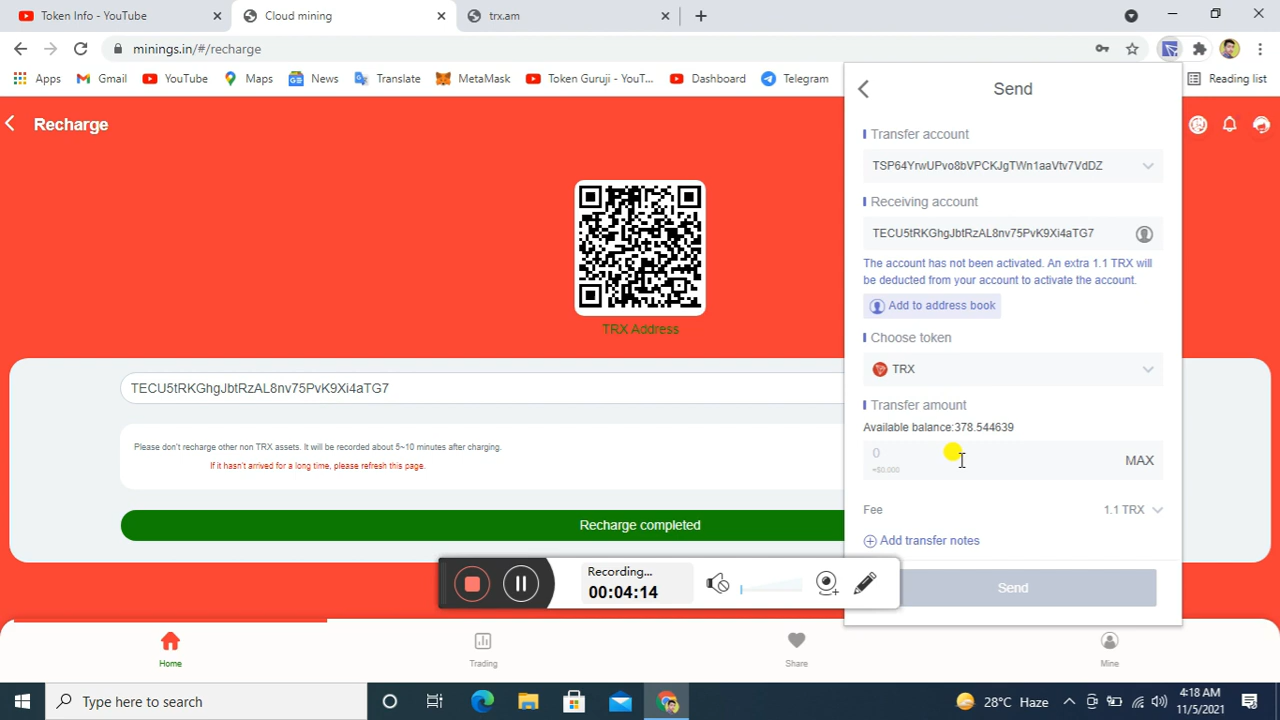 Token Info - YouTube
Cloud mining
trx.am
minings.in/#/recharge
Apps
Gmail
YouTube
Maps
News
Translate
MetaMask
Token Guruji - YouT...
Dashboard
Telegram
Reading list
Recharge
TRX Address
TECU5tRKGhgJbtRzAL8nv75PvK9Xi4aTG7
Please don't recharge other non TRX assets. It will be recorded about 5~10 minutes after charging.
If it hasn't arrived for a long time, please refresh this page.
Recharge completed
Send
Transfer account
TSP64YrwUPvo8bVPCKJgTWn1aaVtv7VdDZ
Receiving account
TECU5tRKGhgJbtRzAL8nv75PvK9Xi4aTG7
The account has not been activated. An extra 1.1 TRX will
be deducted from your account to activate the account.
Add to address book
Choose token
TRX
Transfer amount
Available balance:378.544639
0
≈$0.000
MAX
Fee
1.1 TRX
Add transfer notes
Send
Recording...
00:04:14
Home
Trading
Share
Mine
Type here to search
28°C Haze
4:18 AM
11/5/2021